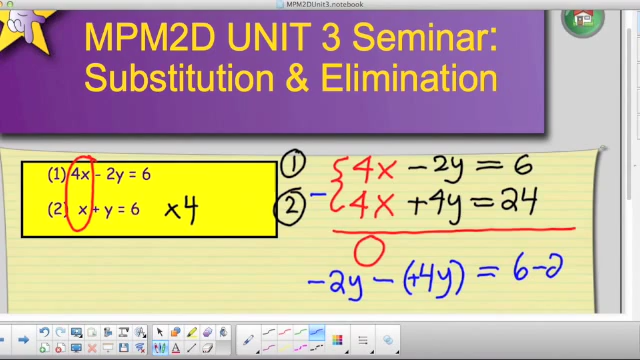 MPM2DUnit3.notebook
MPM2D UNIT 3 Seminar:
Substitution & Elimination
(1) 4x - 2y = 6
(2) x + y = 6 x4
① 4x - 2y = 6
② - 4x + 4y = 24
0
-2y - (+4y) = 6-2